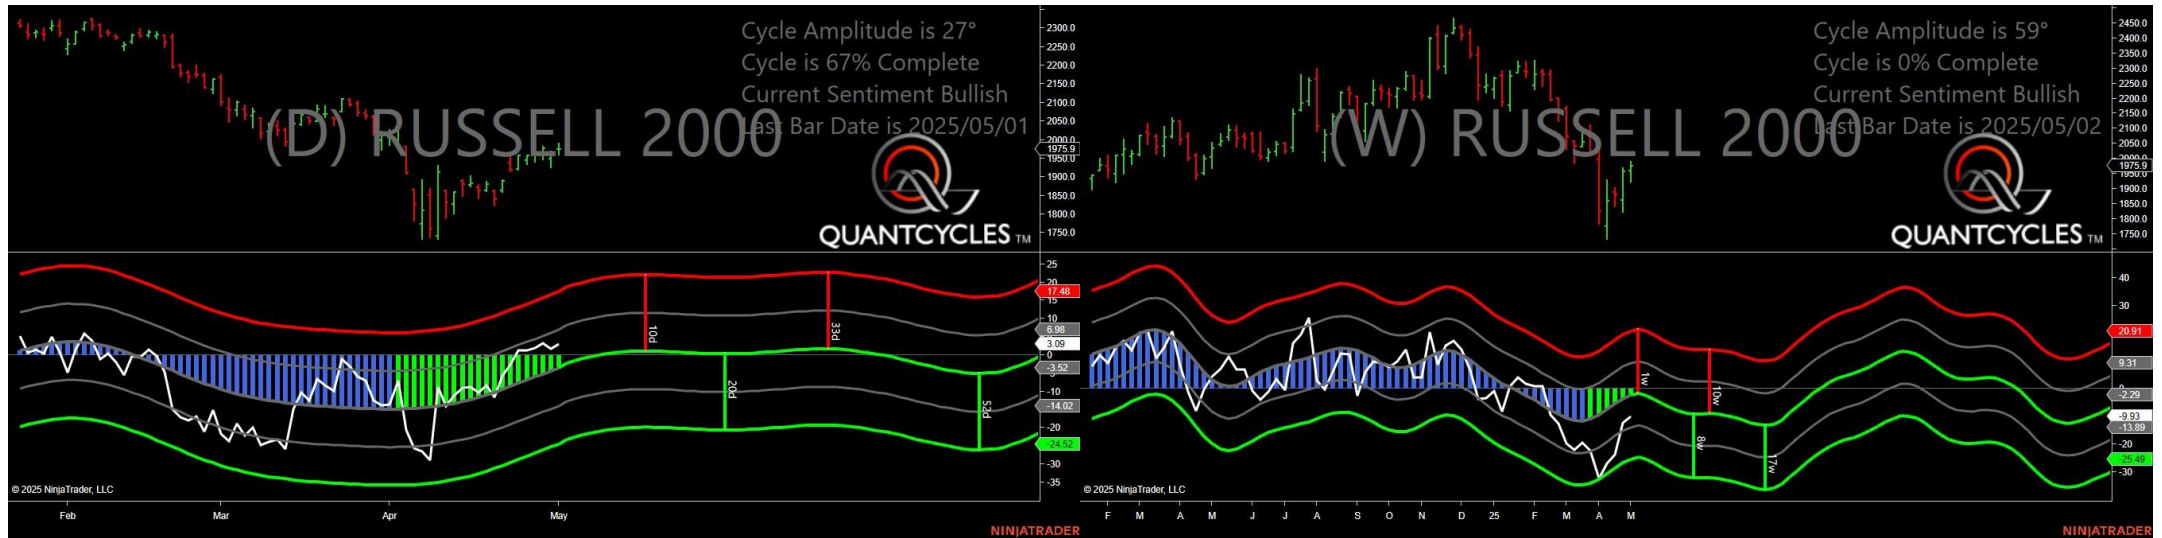 Cycle Amplitude is 27°
Cycle is 67% Complete
Current Sentiment Bullish
Last Bar Date is 2025/05/01
(D) RUSSELL 2000
QUANTCYCLES TM
2300.0
2250.0
2200.0
2150.0
2100.0
2050.0
2000.0
1975.9
1950.0
1900.0
1850.0
1800.0
1750.0
25
20
17.48
15
10
6.98
3.09
0
-3.52
-10
-14.02
-20
-24.52
-30
-35
10d
20d
33d
52d
© 2025 NinjaTrader, LLC
Feb Mar Apr May
NINJATRADER
Cycle Amplitude is 59°
Cycle is 0% Complete
Current Sentiment Bullish
Last Bar Date is 2025/05/02
(W) RUSSELL 2000
QUANTCYCLES TM
2450.0
2400.0
2350.0
2300.0
2250.0
2200.0
2150.0
2100.0
2050.0
2000.0
1975.9
1950.0
1900.0
1850.0
1800.0
1750.0
40
30
20.91
9.31
-2.29
-9.93
-13.89
-20
-25.49
-30
1w
8w
10w
17w
© 2025 NinjaTrader, LLC
F M A M J J A S O N D 25 F M A M
NINJATRADER